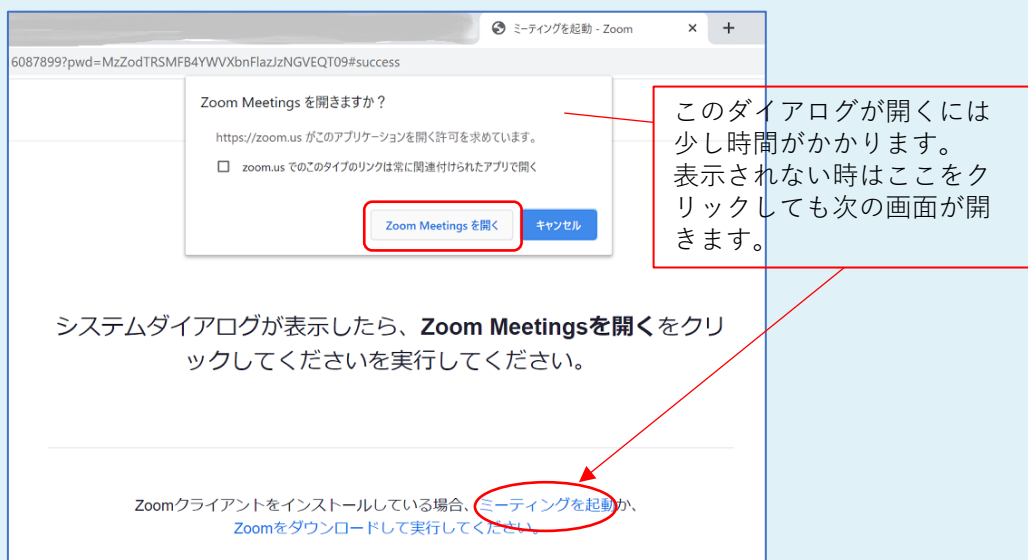 ミーティングを起動 - Zoom
6087899?pwd=MzZodTRSMFB4YWVXbnFlazJzNGVEQT09#success
Zoom Meetings を開きますか？
https://zoom.us がこのアプリケーションを開く許可を求めています。
zoom.us でのこのタイプのリンクは常に関連付けられたアプリで開く
Zoom Meetings を開く
キャンセル
このダイアログが開くには
少し時間がかかります。
表示されない時はここをク
リックしても次の画面が開
きます。
システムダイアログが表示したら、Zoom Meetingsを開くをクリ
ックしてくださいを実行してください。
Zoomクライアントをインストールしている場合、ミーティングを起動か、
Zoomをダウンロードして実行してください。